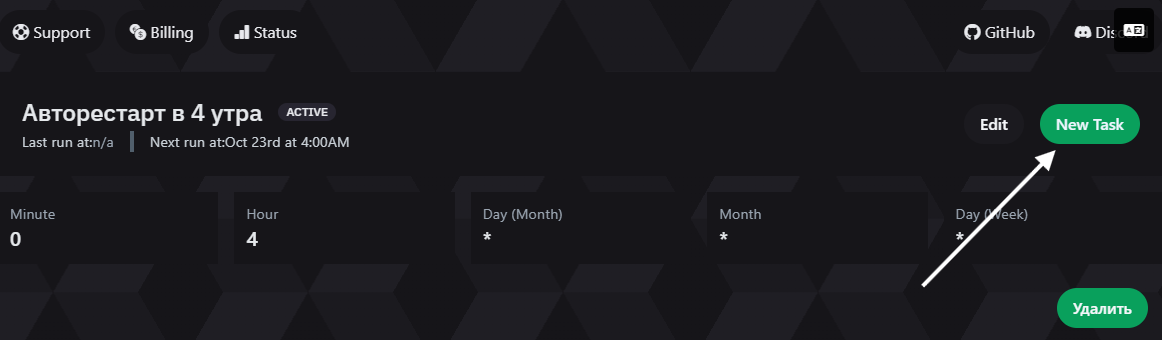 Support Billing Status GitHub
Авторестарт в 4 утра ACTIVE
Last run at:n/a Next run at:Oct 23rd at 4:00AM
Edit New Task
Minute Hour Day (Month) Month Day (Week)
0 4 * * *
Удалить